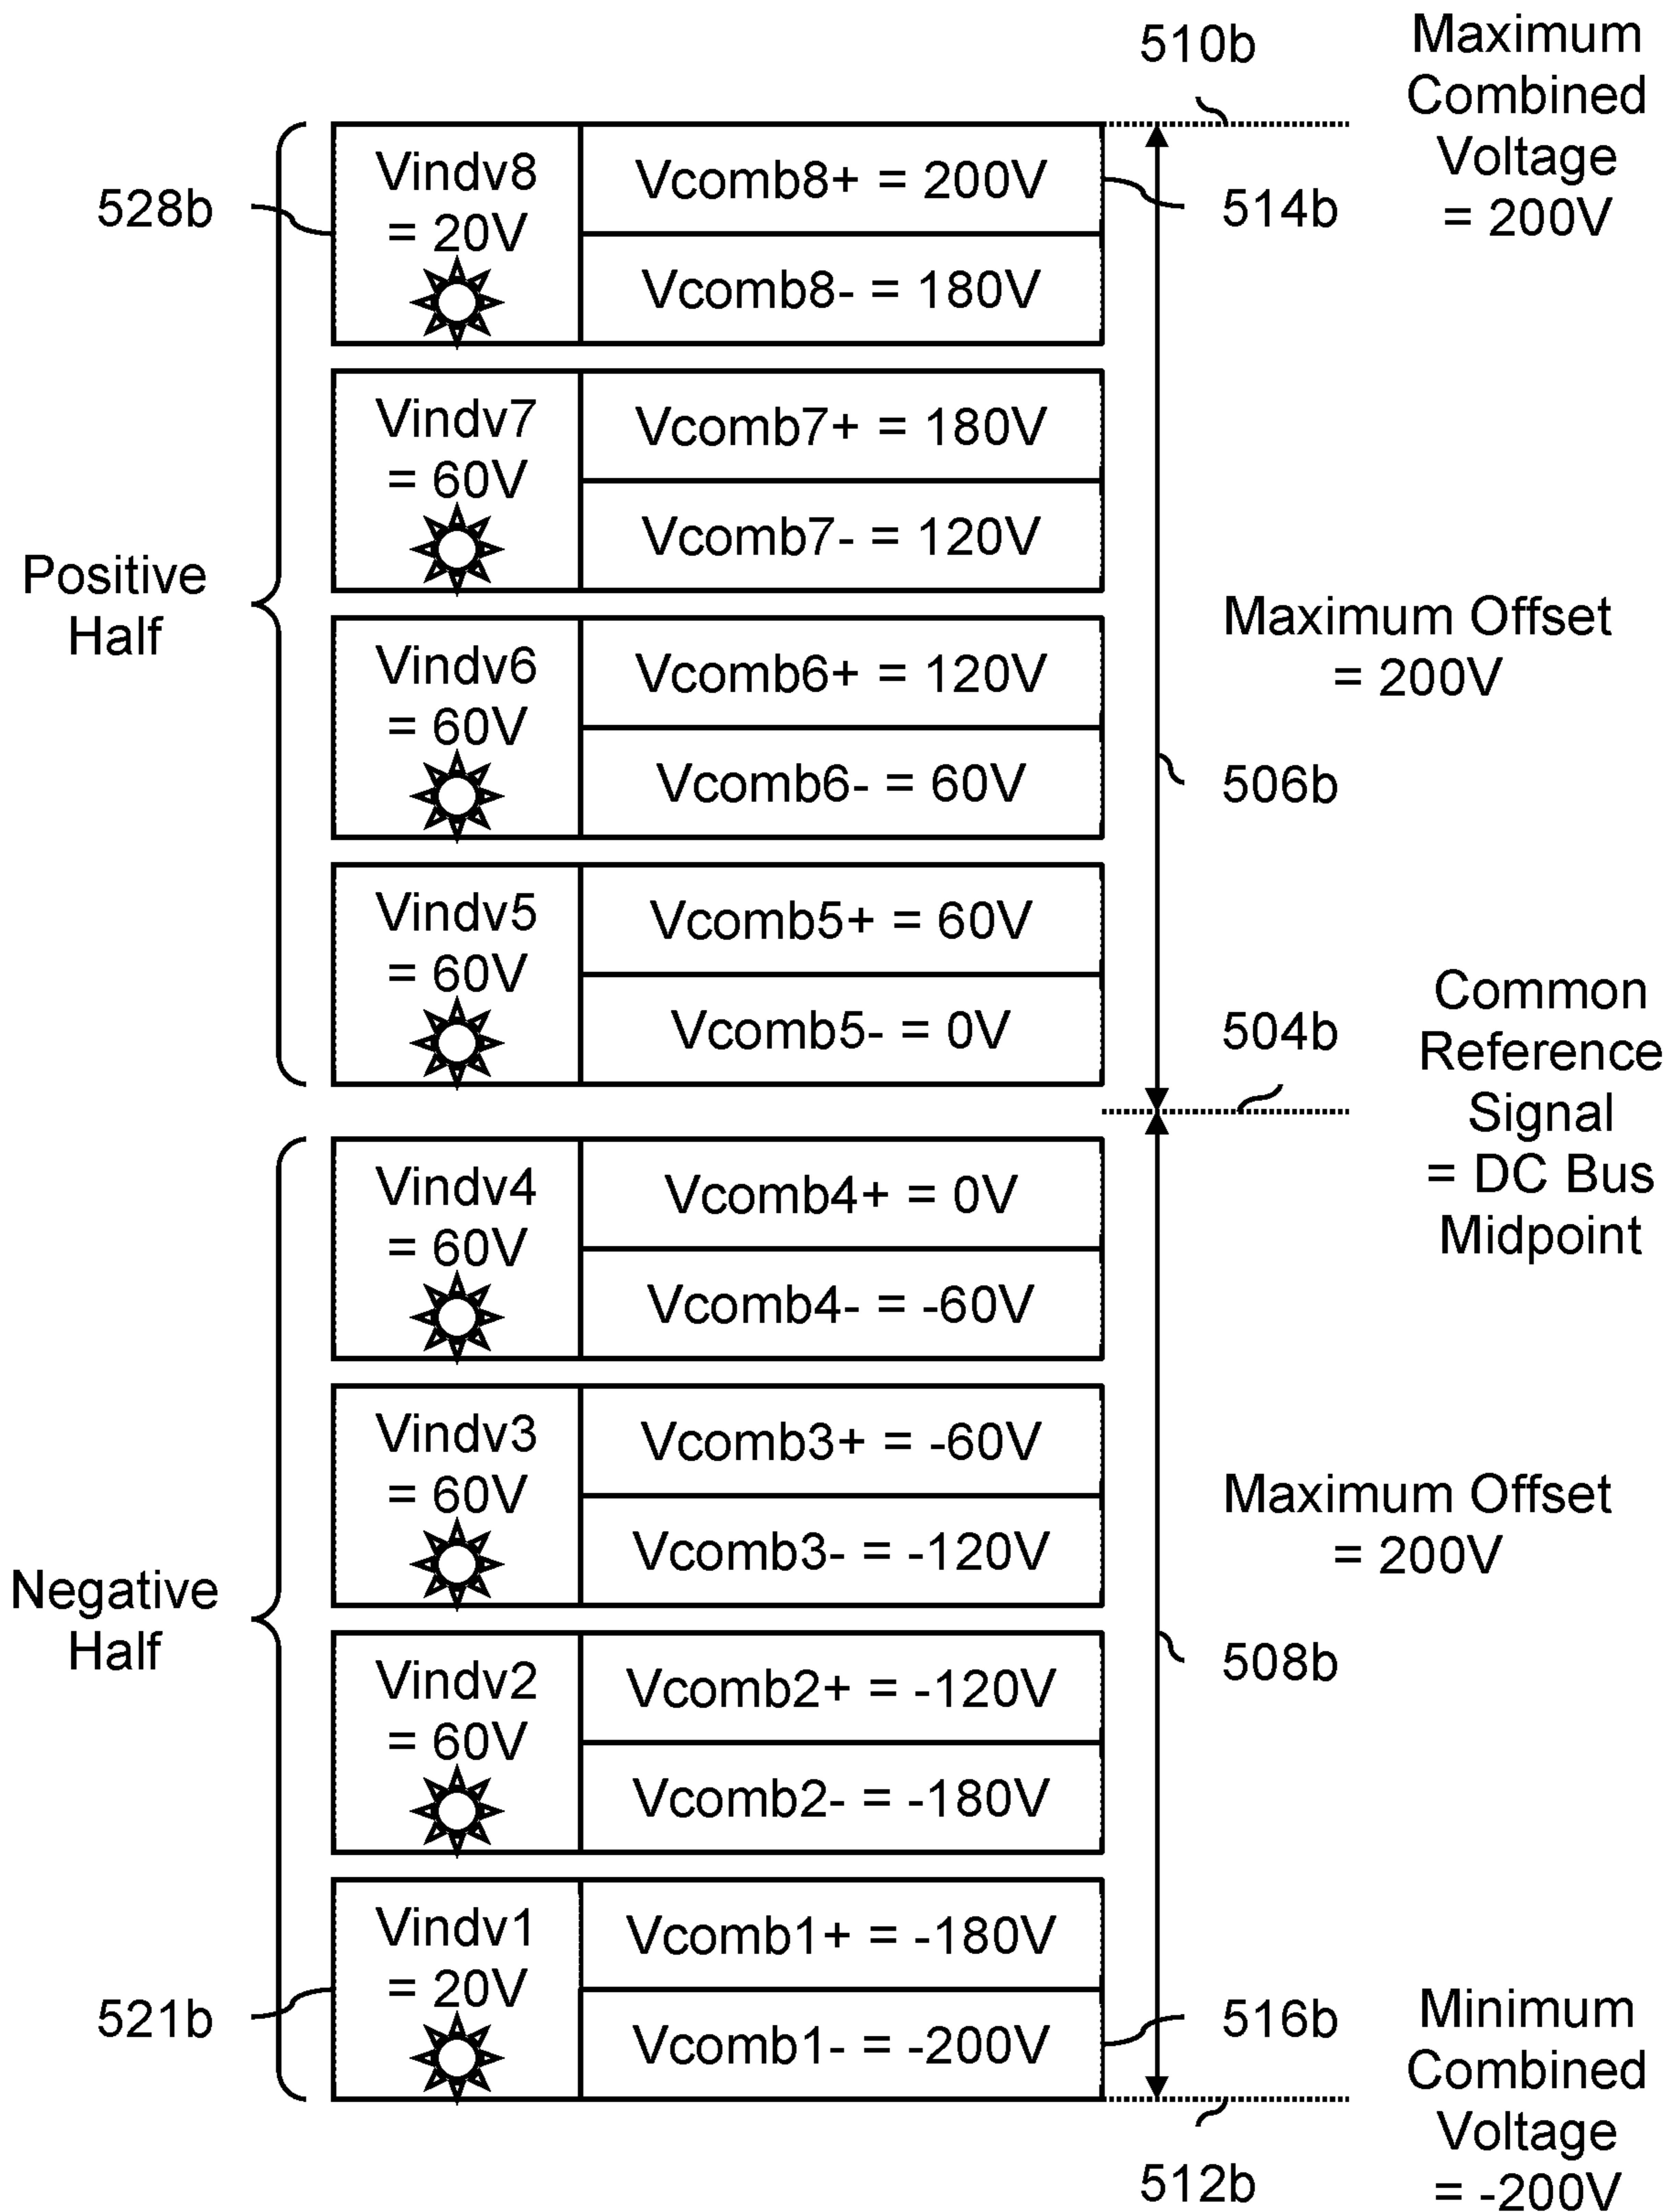 510b
Maximum
Combined
Voltage
= 200V
528b
Vindv8
= 20V
Vcomb8+ = 200V
Vcomb8- = 180V
514b
Vindv7
= 60V
Vcomb7+ = 180V
Vcomb7- = 120V
Positive
Half
Vindv6
= 60V
Vcomb6+ = 120V
Vcomb6- = 60V
Maximum Offset
= 200V
506b
Vindv5
= 60V
Vcomb5+ = 60V
Vcomb5- = 0V
504b
Common
Reference
Signal
= DC Bus
Midpoint
Vindv4
= 60V
Vcomb4+ = 0V
Vcomb4- = -60V
Vindv3
= 60V
Vcomb3+ = -60V
Vcomb3- = -120V
Maximum Offset
= 200V
Negative
Half
508b
Vindv2
= 60V
Vcomb2+ = -120V
Vcomb2- = -180V
521b
Vindv1
= 20V
Vcomb1+ = -180V
Vcomb1- = -200V
516b
512b
Minimum
Combined
Voltage
= -200V